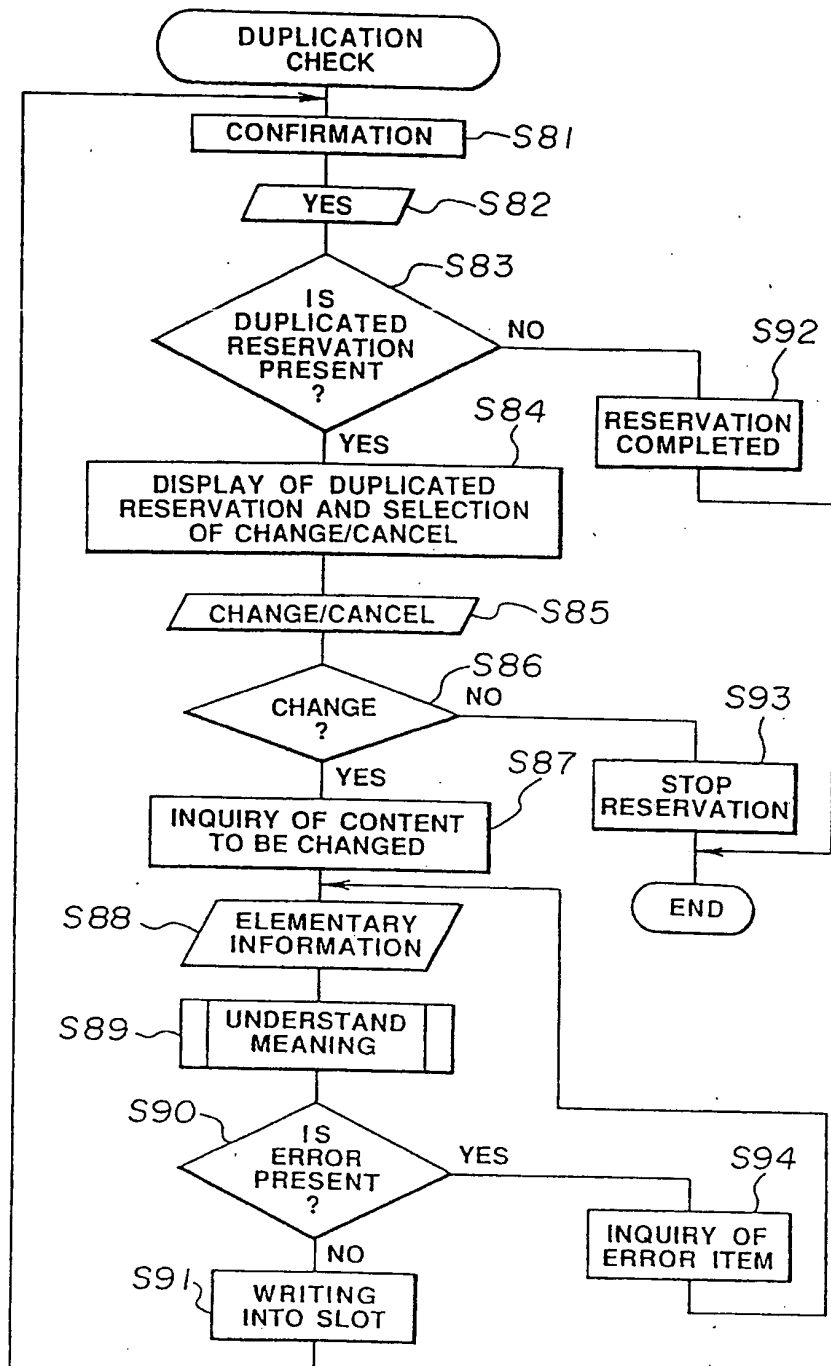 DUPLICATION
CHECK
CONFIRMATION
S81
YES
S82
S83
IS
DUPLICATED
RESERVATION
PRESENT
?
NO
S92
RESERVATION
COMPLETED
YES
S84
DISPLAY OF DUPLICATED
RESERVATION AND SELECTION
OF CHANGE/CANCEL
CHANGE/CANCEL
S85
S86
CHANGE
?
NO
S93
STOP
RESERVATION
END
YES
S87
INQUIRY OF CONTENT
TO BE CHANGED
S88
ELEMENTARY
INFORMATION
S89
UNDERSTAND
MEANING
S90
IS
ERROR
PRESENT
?
YES
S94
INQUIRY OF
ERROR ITEM
NO
S91
WRITING
INTO SLOT